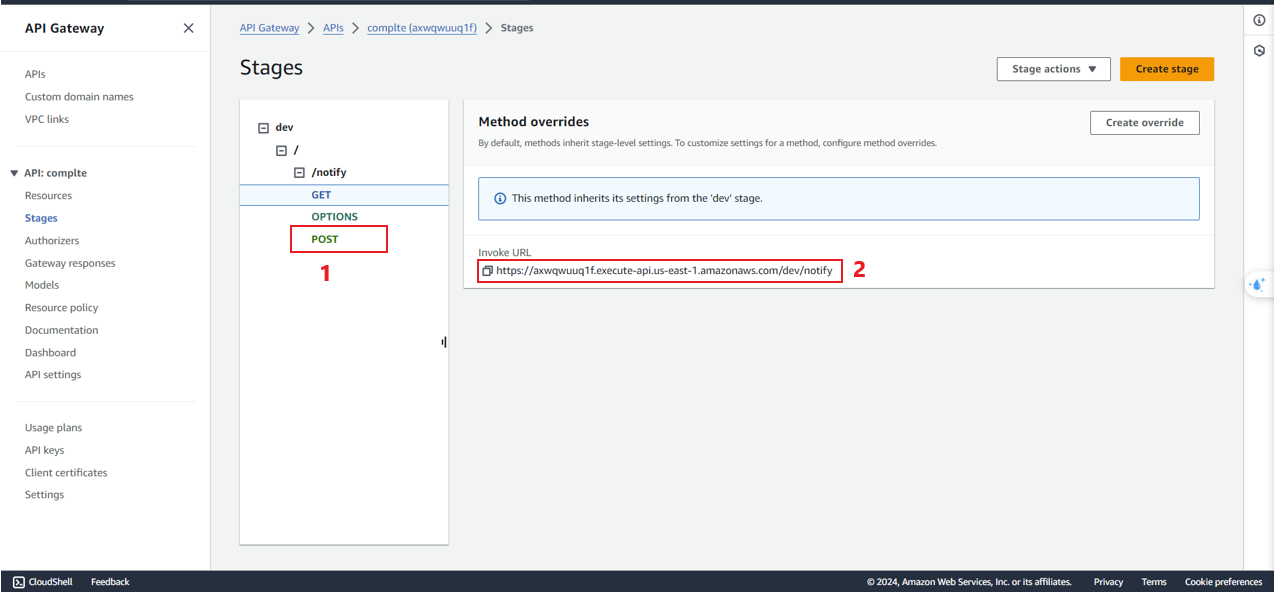 API Gateway
APIs
Custom domain names
VPC links
API: complte
Resources
Stages
Authorizers
Gateway responses
Models
Resource policy
Documentation
Dashboard
API settings
Usage plans
API keys
Client certificates
Settings
API Gateway > APIs > complte (axwqwuuq1f) > Stages
Stages
Stage actions
Create stage
dev
/
/notify
GET
OPTIONS
POST
1
Method overrides
Create override
By default, methods inherit stage-level settings. To customize settings for a method, configure method overrides.
This method inherits its settings from the 'dev' stage.
Invoke URL
https://axwqwuuq1f.execute-api.us-east-1.amazonaws.com/dev/notify
2
CloudShell Feedback © 2024, Amazon Web Services, Inc. or its affiliates. Privacy Terms Cookie preferences